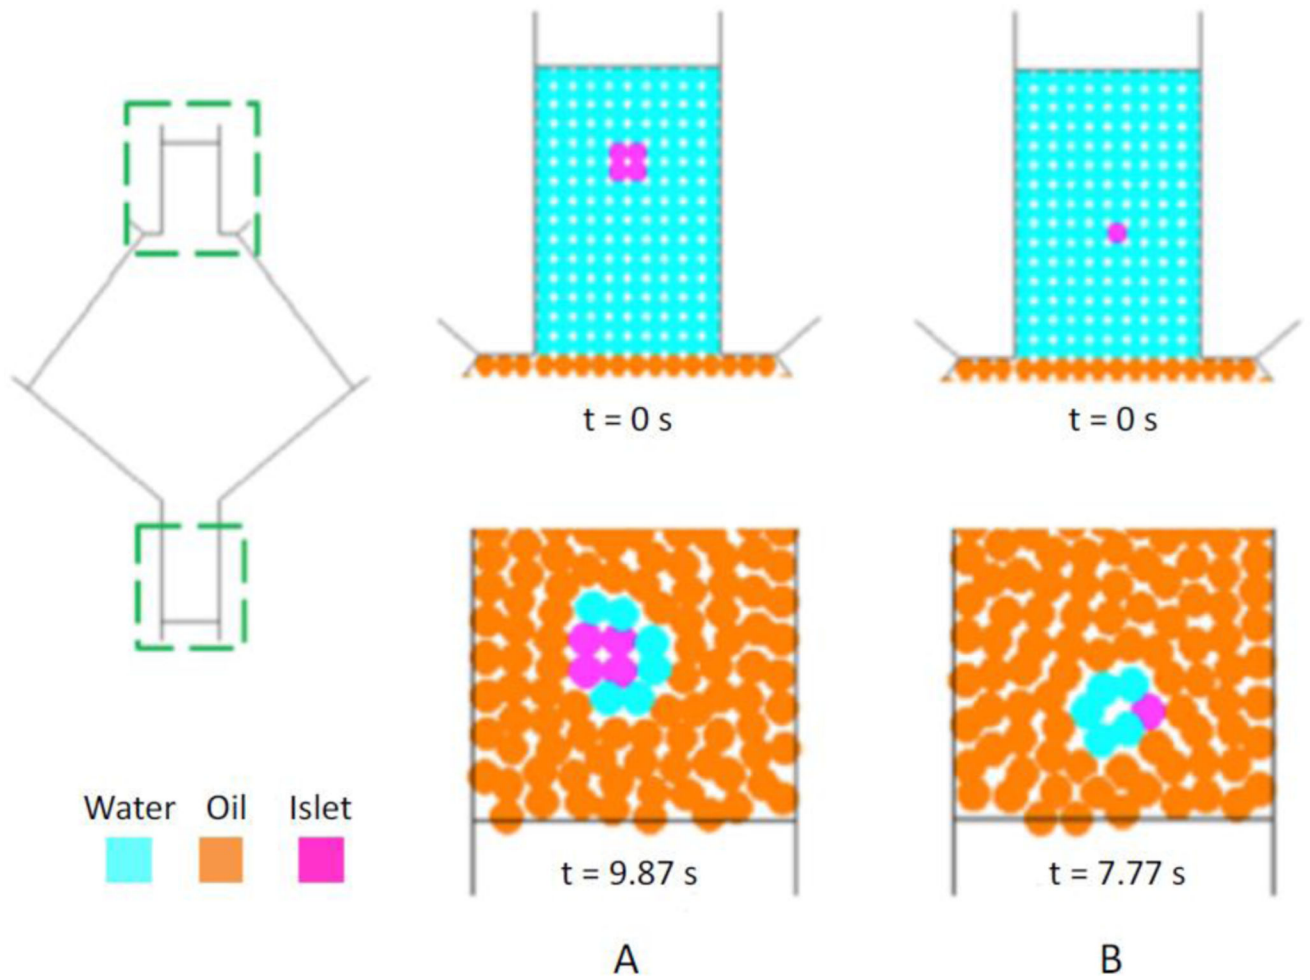 t = 0 s
t = 0 s
Water Oil Islet
t = 9.87 s
t = 7.77 s
A
B